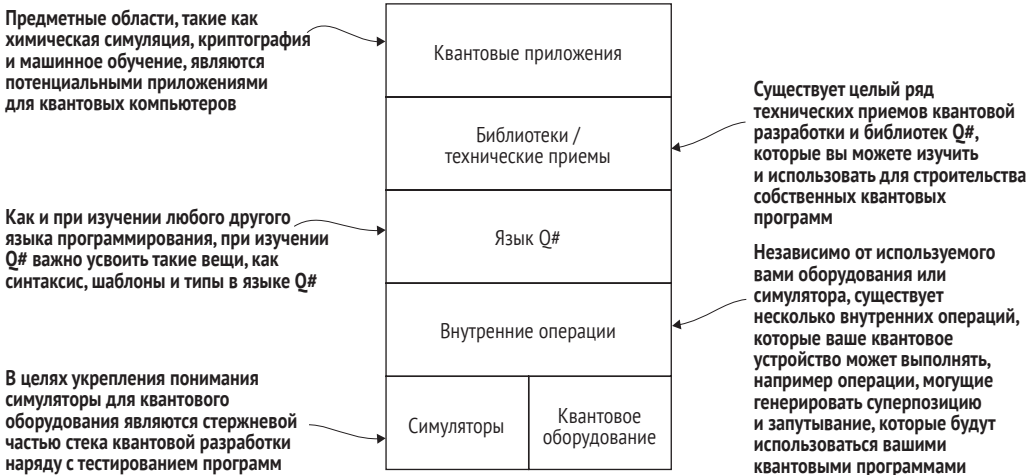 Предметные области, такие как
химическая симуляция, криптография
и машинное обучение, являются
потенциальными приложениями
для квантовых компьютеров
Квантовые приложения
Библиотеки /
технические приемы
Существует целый ряд
технических приемов квантовой
разработки и библиотек Q#,
которые вы можете изучить
и использовать для строительства
собственных квантовых
программ
Как и при изучении любого другого
языка программирования, при изучении
Q# важно усвоить такие вещи, как
синтаксис, шаблоны и типы в языке Q#
Язык Q#
Внутренние операции
Независимо от используемого
вами оборудования или
симулятора, существует
несколько внутренних операций,
которые ваше квантовое
устройство может выполнять,
например операции, могущие
генерировать суперпозицию
и запутывание, которые будут
использоваться вашими
квантовыми программами
В целях укрепления понимания
симуляторы для квантового
оборудования являются стержневой
частью стека квантовой разработки
наряду с тестированием программ
Симуляторы
Квантовое
оборудование